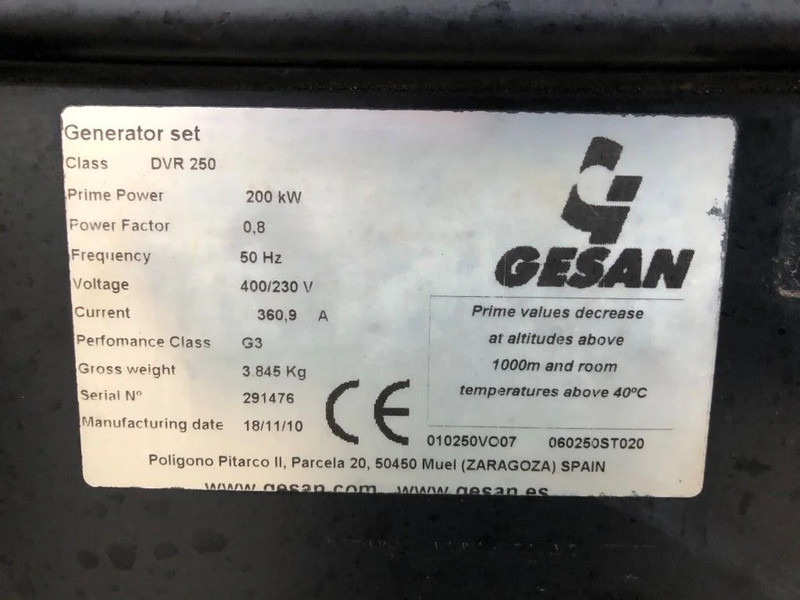 Generator set
Class DVR 250
Prime Power 200 kW
Power Factor 0,8
Frequency 50 Hz
Voltage 400/230 V
Current 360,9 A
Perfomance Class G3
Gross weight 3.845 Kg
Serial Nº 291476
Manufacturing date 18/11/10
CE
GESAN
Prime values decrease
at altitudes above
1000m and room
temperatures above 40ºC
010250VO07 060250ST020
Polígono Pitarco II, Parcela 20, 50450 Muel (ZARAGOZA) SPAIN
www.gesan.com www.gesan.es